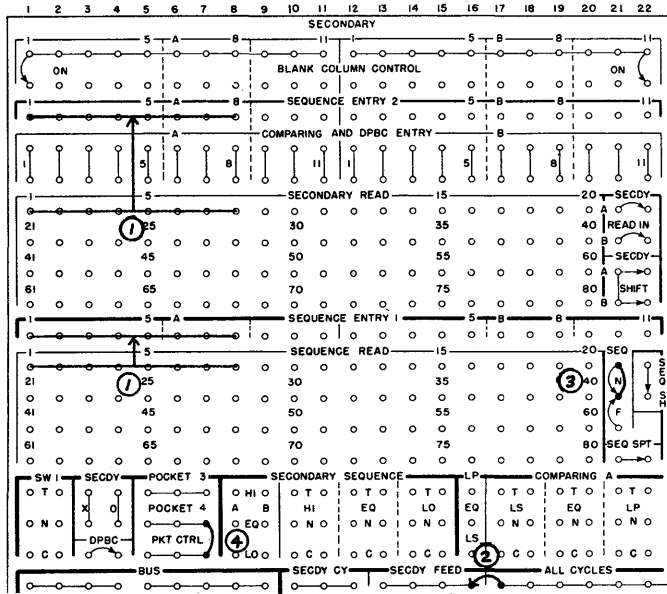 1 2 3 4 5 6 7 8 9 10 11 12 13 14 15 16 17 18 19 20 21 22
SECONDARY
1 5 A 8 11 1 5 B 8 11
ON BLANK COLUMN CONTROL ON
1 5 A 8 SEQUENCE ENTRY 2 5 B 8 11
A COMPARING AND DPBC ENTRY B
1 5 8 11 1 5 8 11
1 5 SECONDARY READ 15 20 SECDY
A
21 1 25 30 35 40 READ IN
B
41 45 50 55 60 SECDY
A
61 65 70 75 80 SHIFT
B
1 5 A SEQUENCE ENTRY 1 5 B 8 11
1 5 SEQUENCE READ 15 20 SEQ S
21 1 25 30 35 3 40 N E Q
41 45 50 55 60 F S H
61 65 70 75 80 SEQ SPT
SW 1 SECDY POCKET 3 SECONDARY SEQUENCE LP COMPARING A
T HI T T T T T T
X O POCKET 4 A B HI EQ LO EQ LS EQ LP
N EQ N N N N N N
DPBC PKT CTRL 4 LS
C LO C C C 2 C C C
BUS SECDY CY SECDY FEED ALL CYCLES